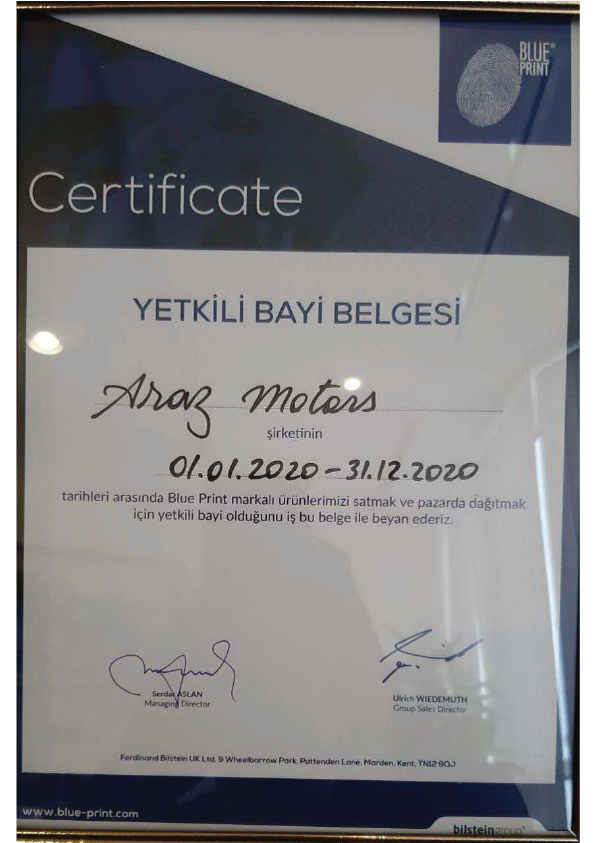 BLUE
PRINT
Certificate
YETKİLİ BAYİ BELGESİ
Araz Motors
şirketinin
01.01.2020-31.12.2020
tarihleri arasında Blue Print markalı ürünlerimizi satmak ve pazarda dağıtmak
için yetkili bayi olduğunu iş bu belge ile beyan ederiz.
Serdar ASLAN
Managing Director
Ulrich WIEDEMUTH
Group Sales Director
Ferdinand Bilstein UK Ltd. 9 Wheelbarrow Park, Pattenden Lane, Marden, Kent, TN12 9QJ
www.blue-print.com
bilsteingroup®